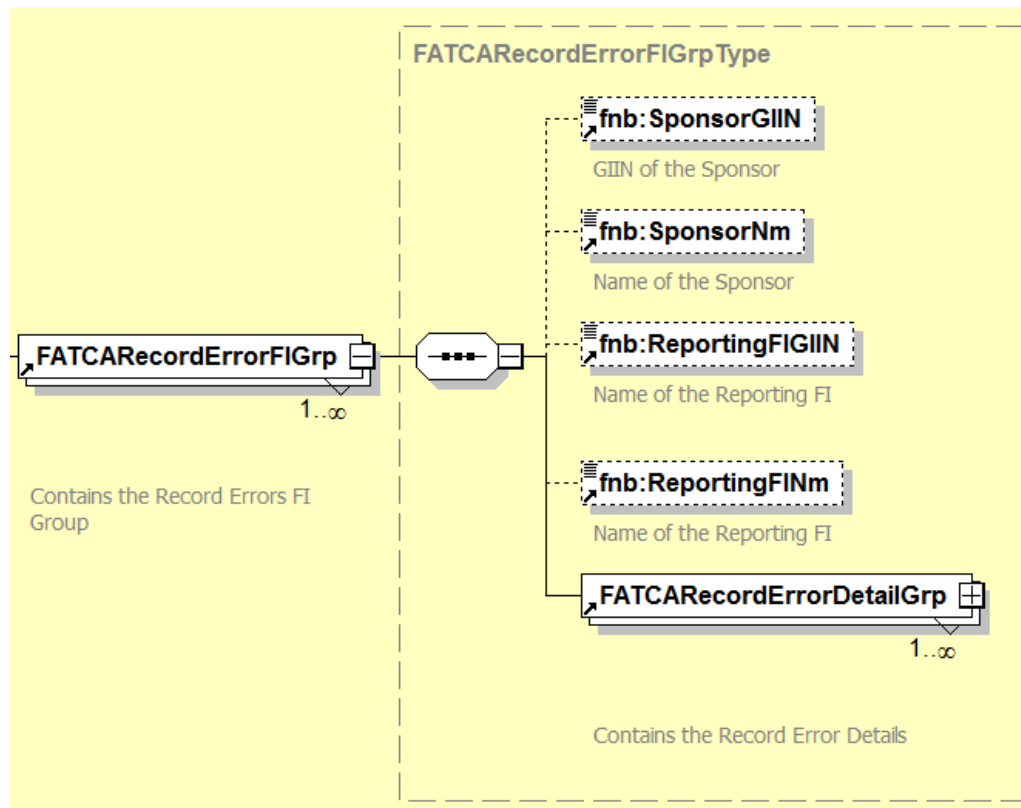 FATCARecordErrorFIGrpType
fnb:SponsorGIIN
GIIN of the Sponsor
fnb:SponsorNm
Name of the Sponsor
fnb:ReportingFIGIIN
Name of the Reporting FI
FATCARecordErrorFIGrp
1..∞
Contains the Record Errors FI
Group
fnb:ReportingFINm
Name of the Reporting FI
FATCARecordErrorDetailGrp
1..∞
Contains the Record Error Details